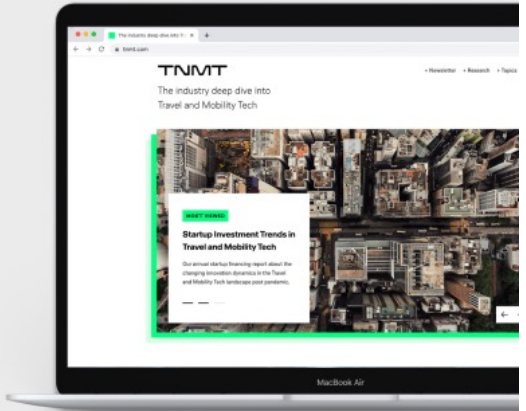 The industry deep dive into Tr
tnmt.com
TNMT
+ Newsletter + Research + Topics
The industry deep dive into
Travel and Mobility Tech
Startup Investment Trends in
Travel and Mobility Tech
Our annual startup financing report about the
changing innovation dynamics in the Travel
and Mobility Tech landscape post pandemic.
MacBook Air